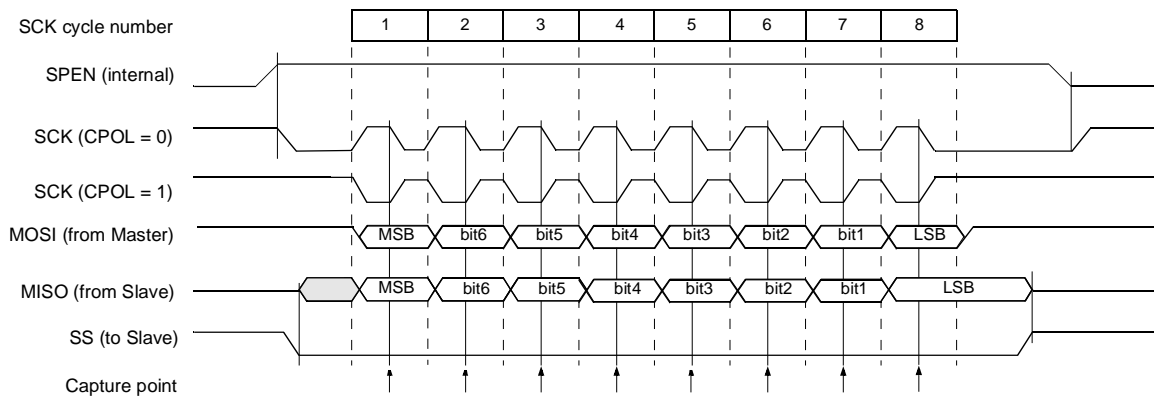 SCK cycle number 1 2 3 4 5 6 7 8
SPEN (internal)
SCK (CPOL = 0)
SCK (CPOL = 1)
MOSI (from Master) MSB bit6 bit5 bit4 bit3 bit2 bit1 LSB
MISO (from Slave) MSB bit6 bit5 bit4 bit3 bit2 bit1 LSB
SS (to Slave)
Capture point